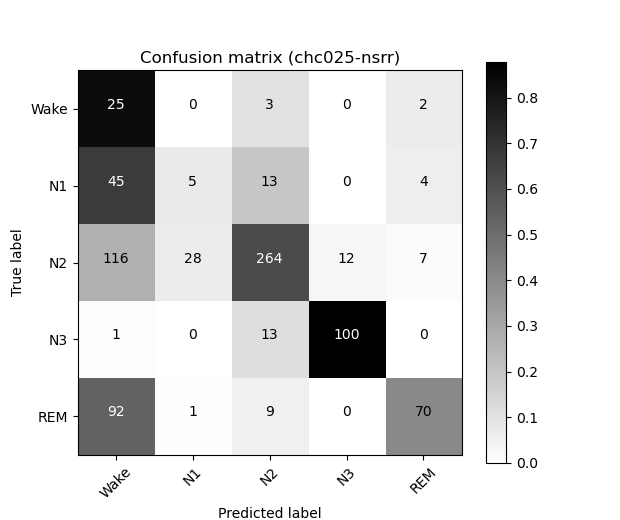 Confusion matrix (chc025-nsrr)
Wake 25 0 3 0 2
N1 45 5 13 0 4
N2 116 28 264 12 7
N3 1 0 13 100 0
REM 92 1 9 0 70
Wake N1 N2 N3 REM
True label
Predicted label
0.8
0.7
0.6
0.5
0.4
0.3
0.2
0.1
0.0